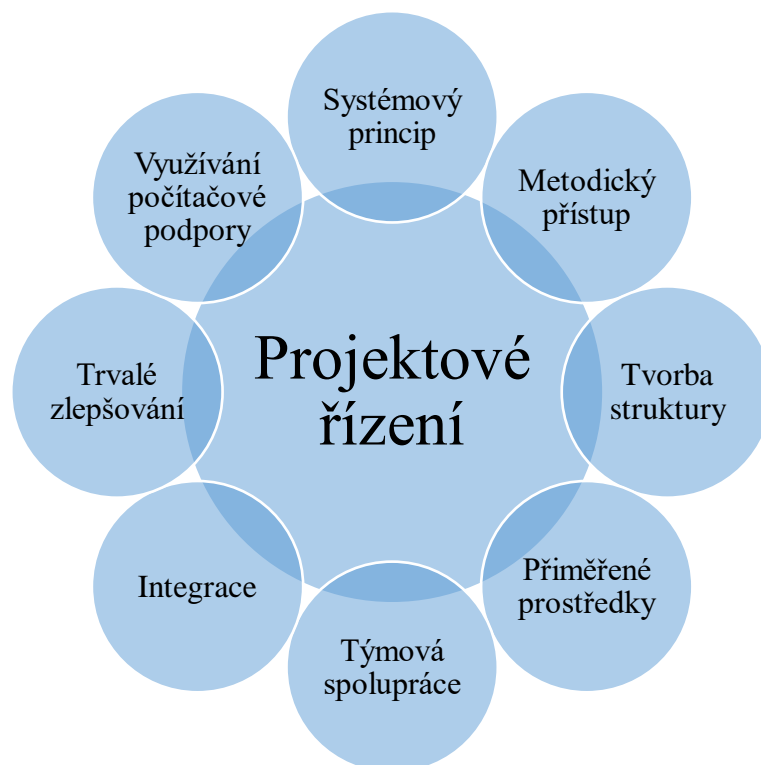 Systémový
princip
Metodický
přístup
Tvorba
struktury
Přiměřené
prostředky
Týmová
spolupráce
Integrace
Trvalé
zlepšování
Využívání
počítačové
podpory
Projektové
řízení